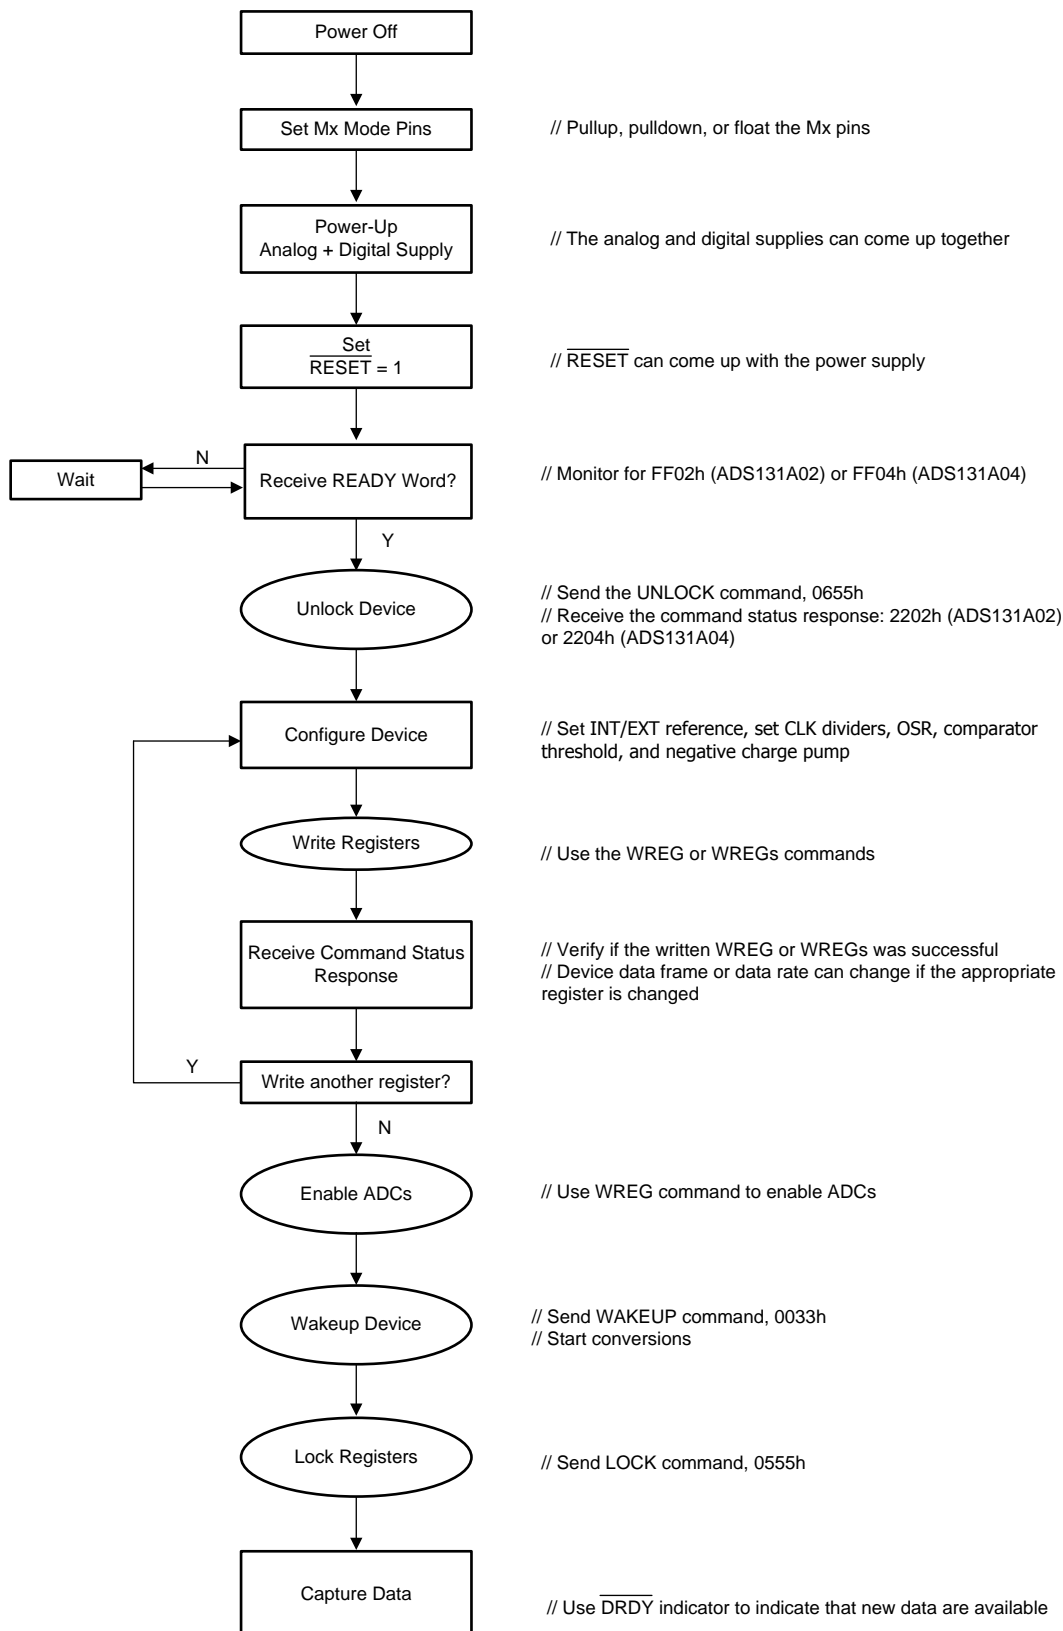 Power Off
Set Mx Mode Pins
// Pullup, pulldown, or float the Mx pins
Power-Up
Analog + Digital Supply
// The analog and digital supplies can come up together
Set
R̅E̅S̅E̅T̅ = 1
// R̅E̅S̅E̅T̅ can come up with the power supply
N
Wait
Receive READY Word?
// Monitor for FF02h (ADS131A02) or FF04h (ADS131A04)
Y
Unlock Device
// Send the UNLOCK command, 0655h
// Receive the command status response: 2202h (ADS131A02)
or 2204h (ADS131A04)
Configure Device
// Set INT/EXT reference, set CLK dividers, OSR, comparator
threshold, and negative charge pump
Write Registers
// Use the WREG or WREGs commands
Receive Command Status
Response
// Verify if the written WREG or WREGs was successful
// Device data frame or data rate can change if the appropriate
register is changed
Y
Write another register?
N
Enable ADCs
// Use WREG command to enable ADCs
Wakeup Device
// Send WAKEUP command, 0033h
// Start conversions
Lock Registers
// Send LOCK command, 0555h
Capture Data
// Use D̅R̅D̅Y̅ indicator to indicate that new data are available